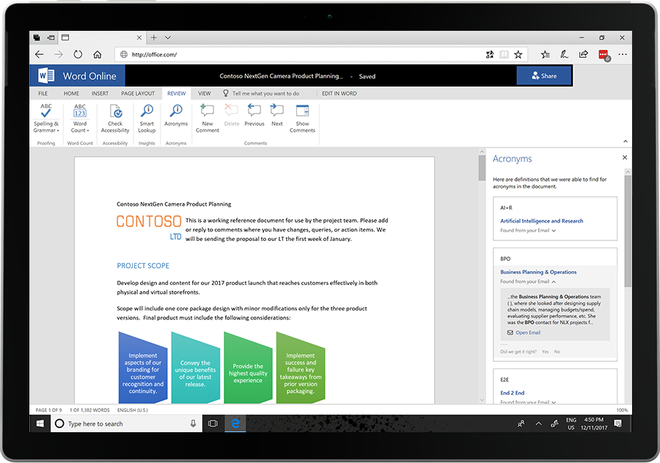 http://office.com/
Word Online
Contoso NextGen Camera Product Planning... - Saved
Share
FILE HOME INSERT PAGE LAYOUT REVIEW VIEW Tell me what you want to do EDIT IN WORD
ABC
Spelling & Grammar
ABC
123
Word Count
Check Accessibility
Smart Lookup
Acronyms
New Comment
Delete
Previous
Next
Show Comments
Proofing
Word Count
Accessibility
Insights
Acronyms
Comments
Contoso NextGen Camera Product Planning
CONTOSO
LTD
This is a working reference document for use by the project team. Please add
or reply to comments where you have changes, queries, or action items. We
will be sending the proposal to our LT the first week of January.
PROJECT SCOPE
Develop design and content for our 2017 product launch that reaches customers effectively in both
physical and virtual storefronts.
Scope will include one core package design with minor modifications only for the three product
versions. Final product must include the following considerations:
Implement
aspects of our
branding for
customer
recognition and
continuity.
Convey the
unique benefits
of our latest
release.
Provide the
highest quality
experience
Implement
success and
failure key
takeaways from
prior version
packaging.
Acronyms
Here are definitions that we were able to find for
acronyms in the document.
AI+R
Artificial Intelligence and Research
Found from your Email
BPO
Business Planning & Operations
Found from your Email
...the Business Planning & Operations team
( ), where she looked after designing supply
chain models, managing budgets/spend,
evaluating supplier performance, etc. She
was the BPO contact for NLX projects f...
Open Email
Did we get it right? Yes No
E2E
End 2 End
Found from your Email
PAGE 1 OF 9 1 OF 1,382 WORDS ENGLISH (U.S.)
100%
Type here to search
ENG
US
4:50 PM
12/11/2017